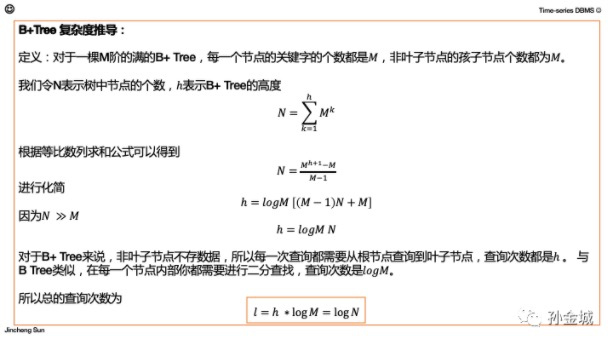 Time-series DBMS
B+Tree 复杂度推导：
定义：对于一棵M阶的满的B+ Tree，每一个节点的关键字的个数都是M，非叶子节点的孩子节点个数都为M。
我们令N表示树中节点的个数，h表示B+ Tree的高度
N = \sum_{k=1}^{h} M^k
根据等比数列求和公式可以得到
N = \frac{M^{h+1}-M}{M-1}
进行化简
h = logM [(M − 1)N + M]
因为N ≫ M
h = logM N
对于B+ Tree来说，非叶子节点不存数据，所以每一次查询都需要从根节点查询到叶子节点，查询次数都是h 。 与
B Tree类似，在每一个节点内部你都需要进行二分查找，查询次数是logM。
所以总的查询次数为
l = h ∗ log M = log N
孙金城
Jincheng Sun